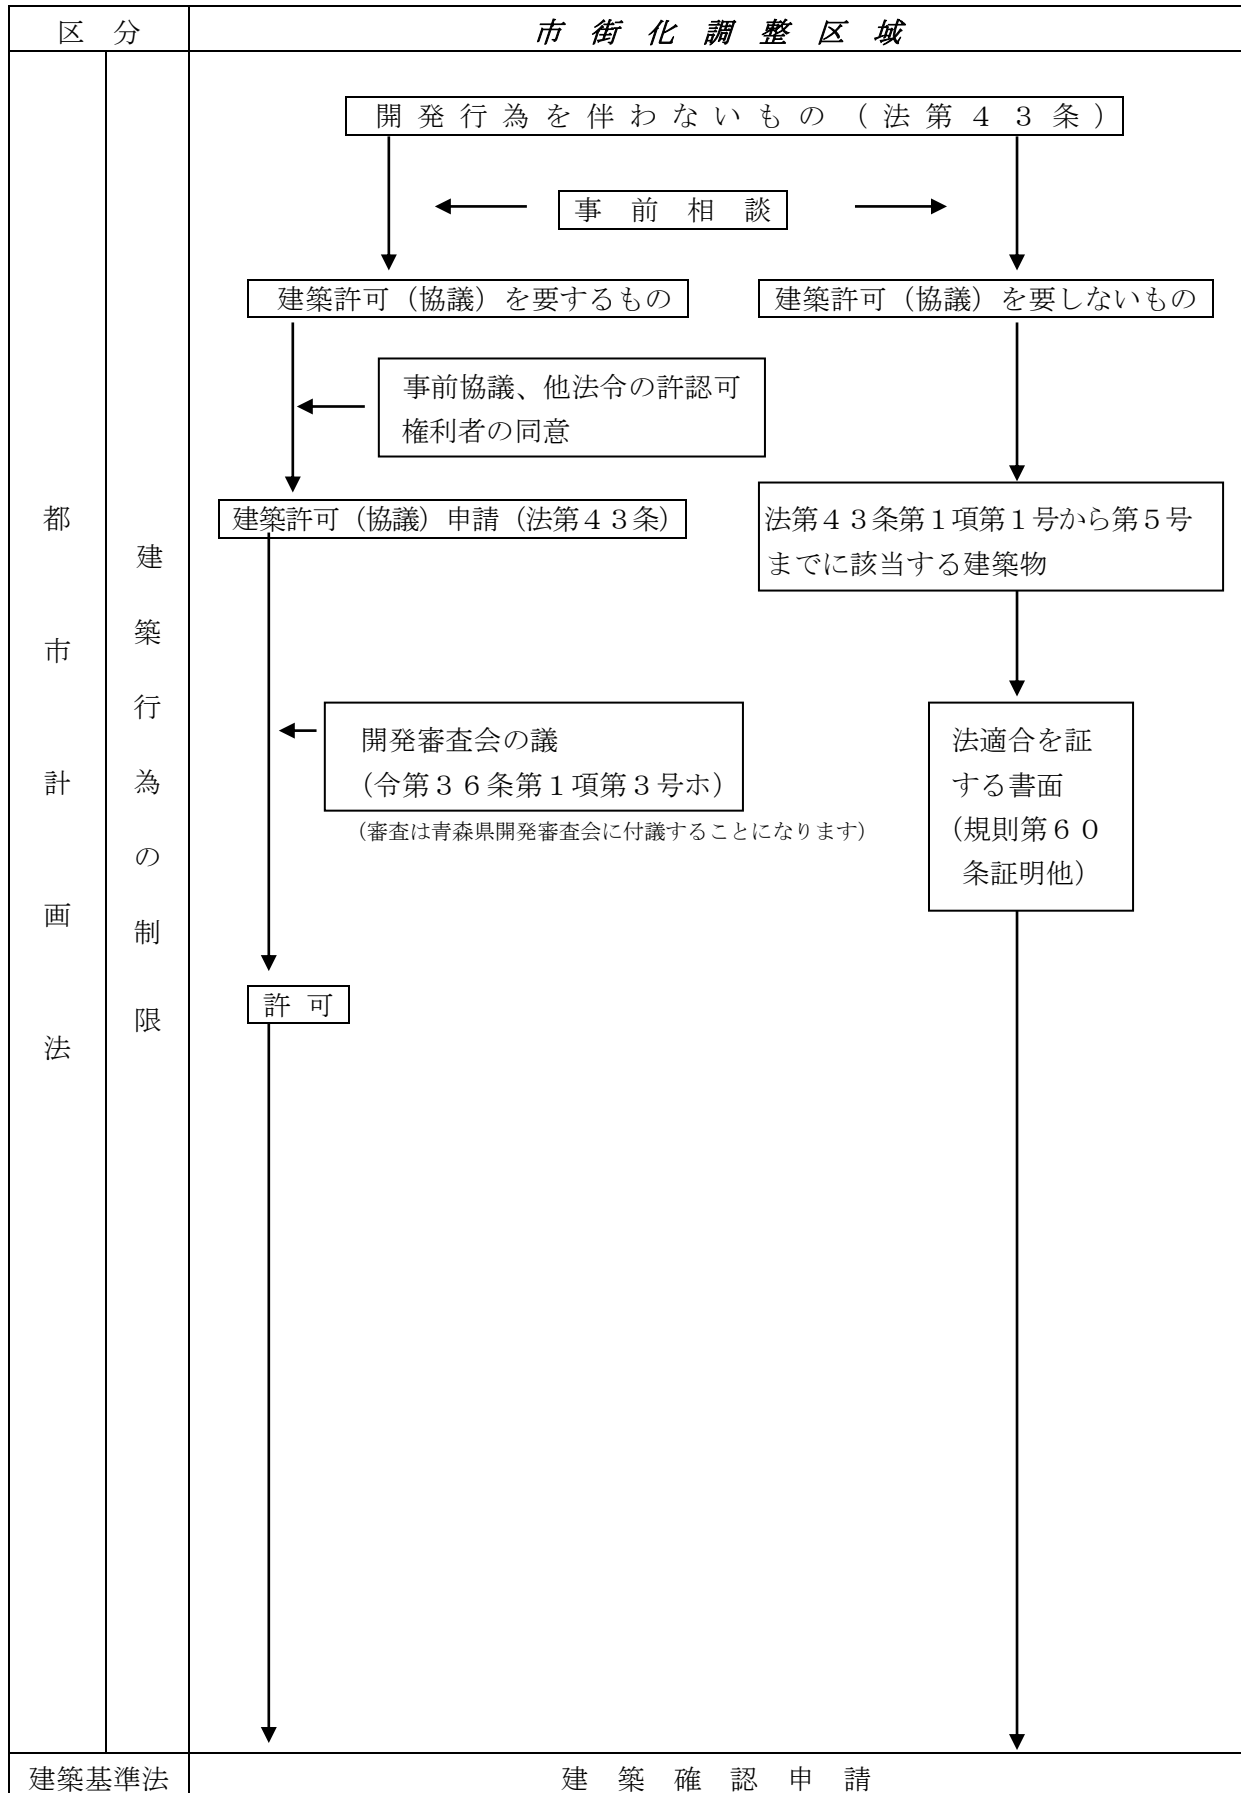 区　分
市　街　化　調　整　区　域
開発行為を伴わないもの（法第４３条）
事　前　相　談
建築許可（協議）を要するもの
建築許可（協議）を要しないもの
事前協議、他法令の許認可
権利者の同意
建築許可（協議）申請（法第４３条）
法第４３条第１項第１号から第５号
までに該当する建築物
開発審査会の議
（令第３６条第１項第３号ホ）
（審査は青森県開発審査会に付議することになります）
法適合を証
する書面
（規則第６０
条証明他）
許　可
都市計画法
建築行為の制限
建築基準法
建　築　確　認　申　請